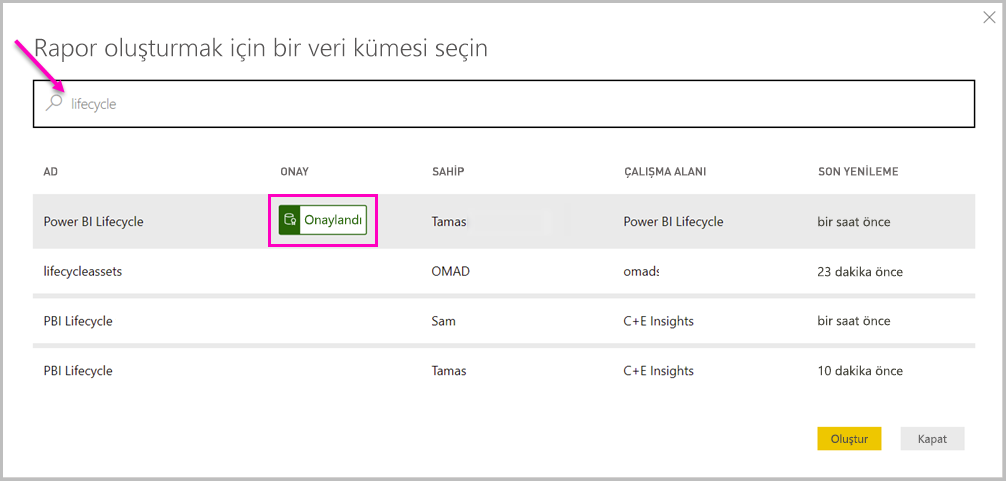 Rapor oluşturmak için bir veri kümesi seçin
lifecycle
AD ONAY SAHİP ÇALIŞMA ALANI SON YENİLEME
Power BI Lifecycle Onaylandı Tamas Power BI Lifecycle bir saat önce
lifecycleassets OMAD omads 23 dakika önce
PBI Lifecycle Sam C+E Insights bir saat önce
PBI Lifecycle Tamas C+E Insights 10 dakika önce
Oluştur Kapat